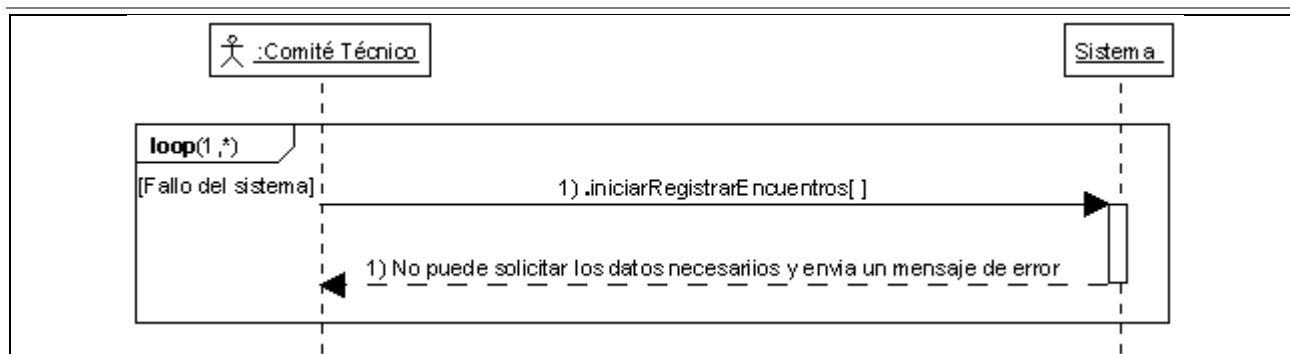 :Comité Técnico
Sistema
loop(1,*)
[Fallo del sistema]
1) .iniciarRegistrarEncuentros[ ]
1) No puede solicitar los datos necesariios y envia un mensaje de error